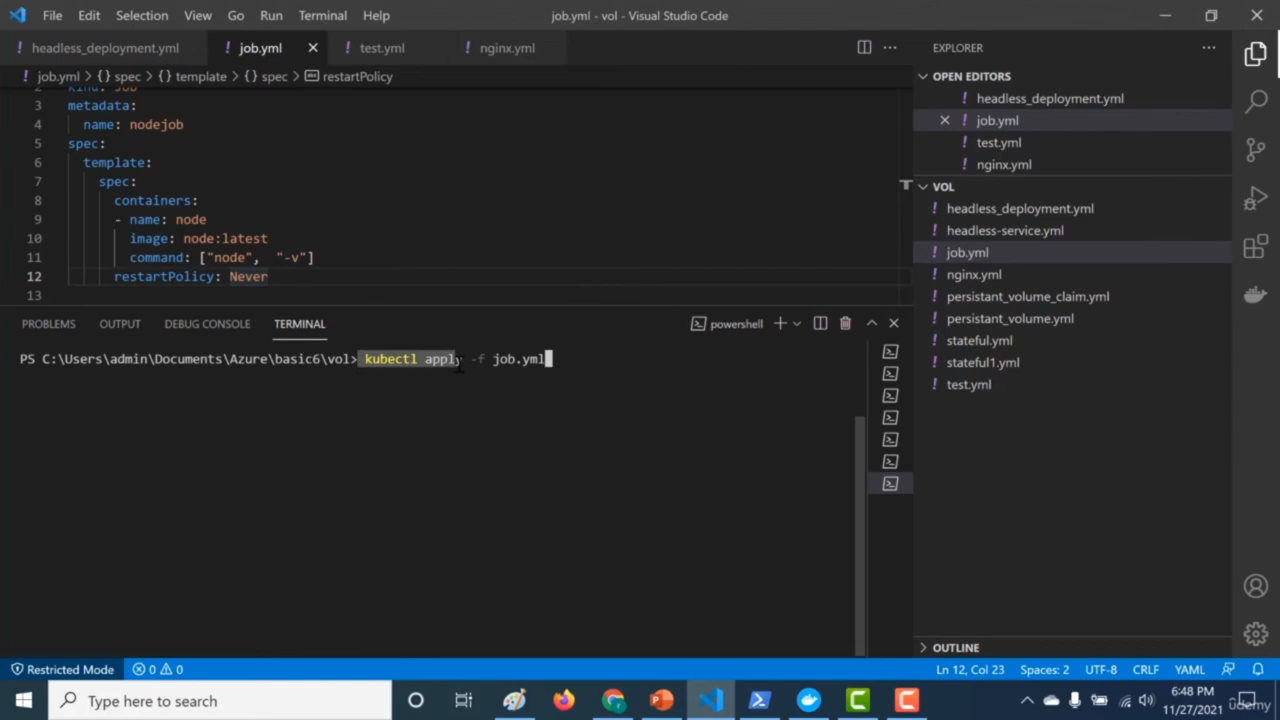 File Edit Selection View Go Run Terminal Help
job.yml - vol - Visual Studio Code
headless_deployment.yml
job.yml
test.yml
nginx.yml
job.yml > {} spec > {} template > {} spec > restartPolicy
2 kind: Job
3 metadata:
4 name: nodejob
5 spec:
6 template:
7 spec:
8 containers:
9 - name: node
10 image: node:latest
11 command: ["node", "-v"]
12 restartPolicy: Never
13
PROBLEMS OUTPUT DEBUG CONSOLE TERMINAL
powershell
PS C:\Users\admin\Documents\Azure\basic6\vol> kubectl apply -f job.yml
EXPLORER
OPEN EDITORS
headless_deployment.yml
job.yml
test.yml
nginx.yml
VOL
headless_deployment.yml
headless-service.yml
job.yml
nginx.yml
persistant_volume_claim.yml
persistant_volume.yml
stateful.yml
stateful1.yml
test.yml
OUTLINE
Restricted Mode 0 0
Ln 12, Col 23 Spaces: 2 UTF-8 CRLF YAML
Type here to search
6:48 PM
11/27/2021
udemy